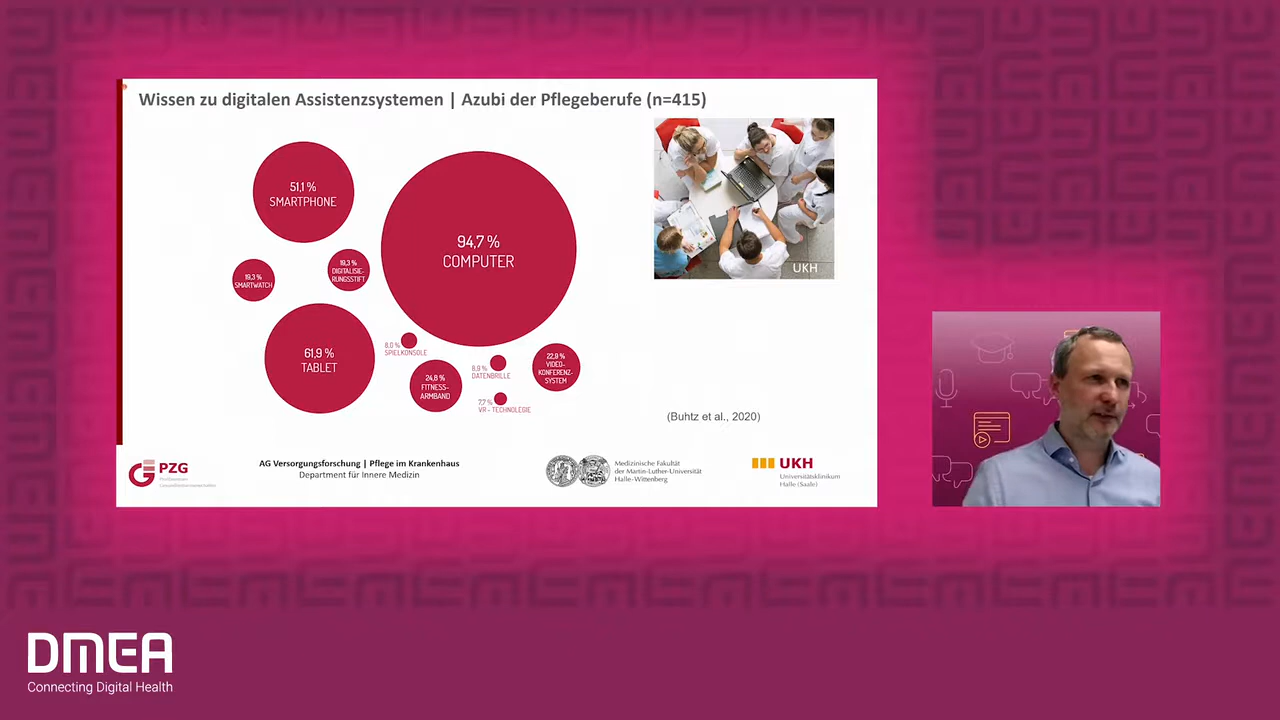 Wissen zu digitalen Assistenzsystemen | Azubi der Pflegeberufe (n=415)
51,1 %
SMARTPHONE
94,7 %
COMPUTER
19,3 %
SMARTWATCH
19,3 %
DIGITALISIE-
RUNGSSTIFT
61,9 %
TABLET
8,0 %
SPIELKONSOLE
24,8 %
FITNESS-
ARMBAND
8,9 %
DATENBRILLE
7,7 %
VR - TECHNOLOGIE
22,9 %
VIDEO-
KONFERENZ-
SYSTEM
UKH
(Buhtz et al., 2020)
PZG
AG Versorgungsforschung | Pflege im Krankenhaus
Department für Innere Medizin
Medizinische Fakultät
der Martin-Luther-Universität
Halle-Wittenberg
UKH
Universitätsklinikum
Halle (Saale)
DMEA
Connecting Digital Health